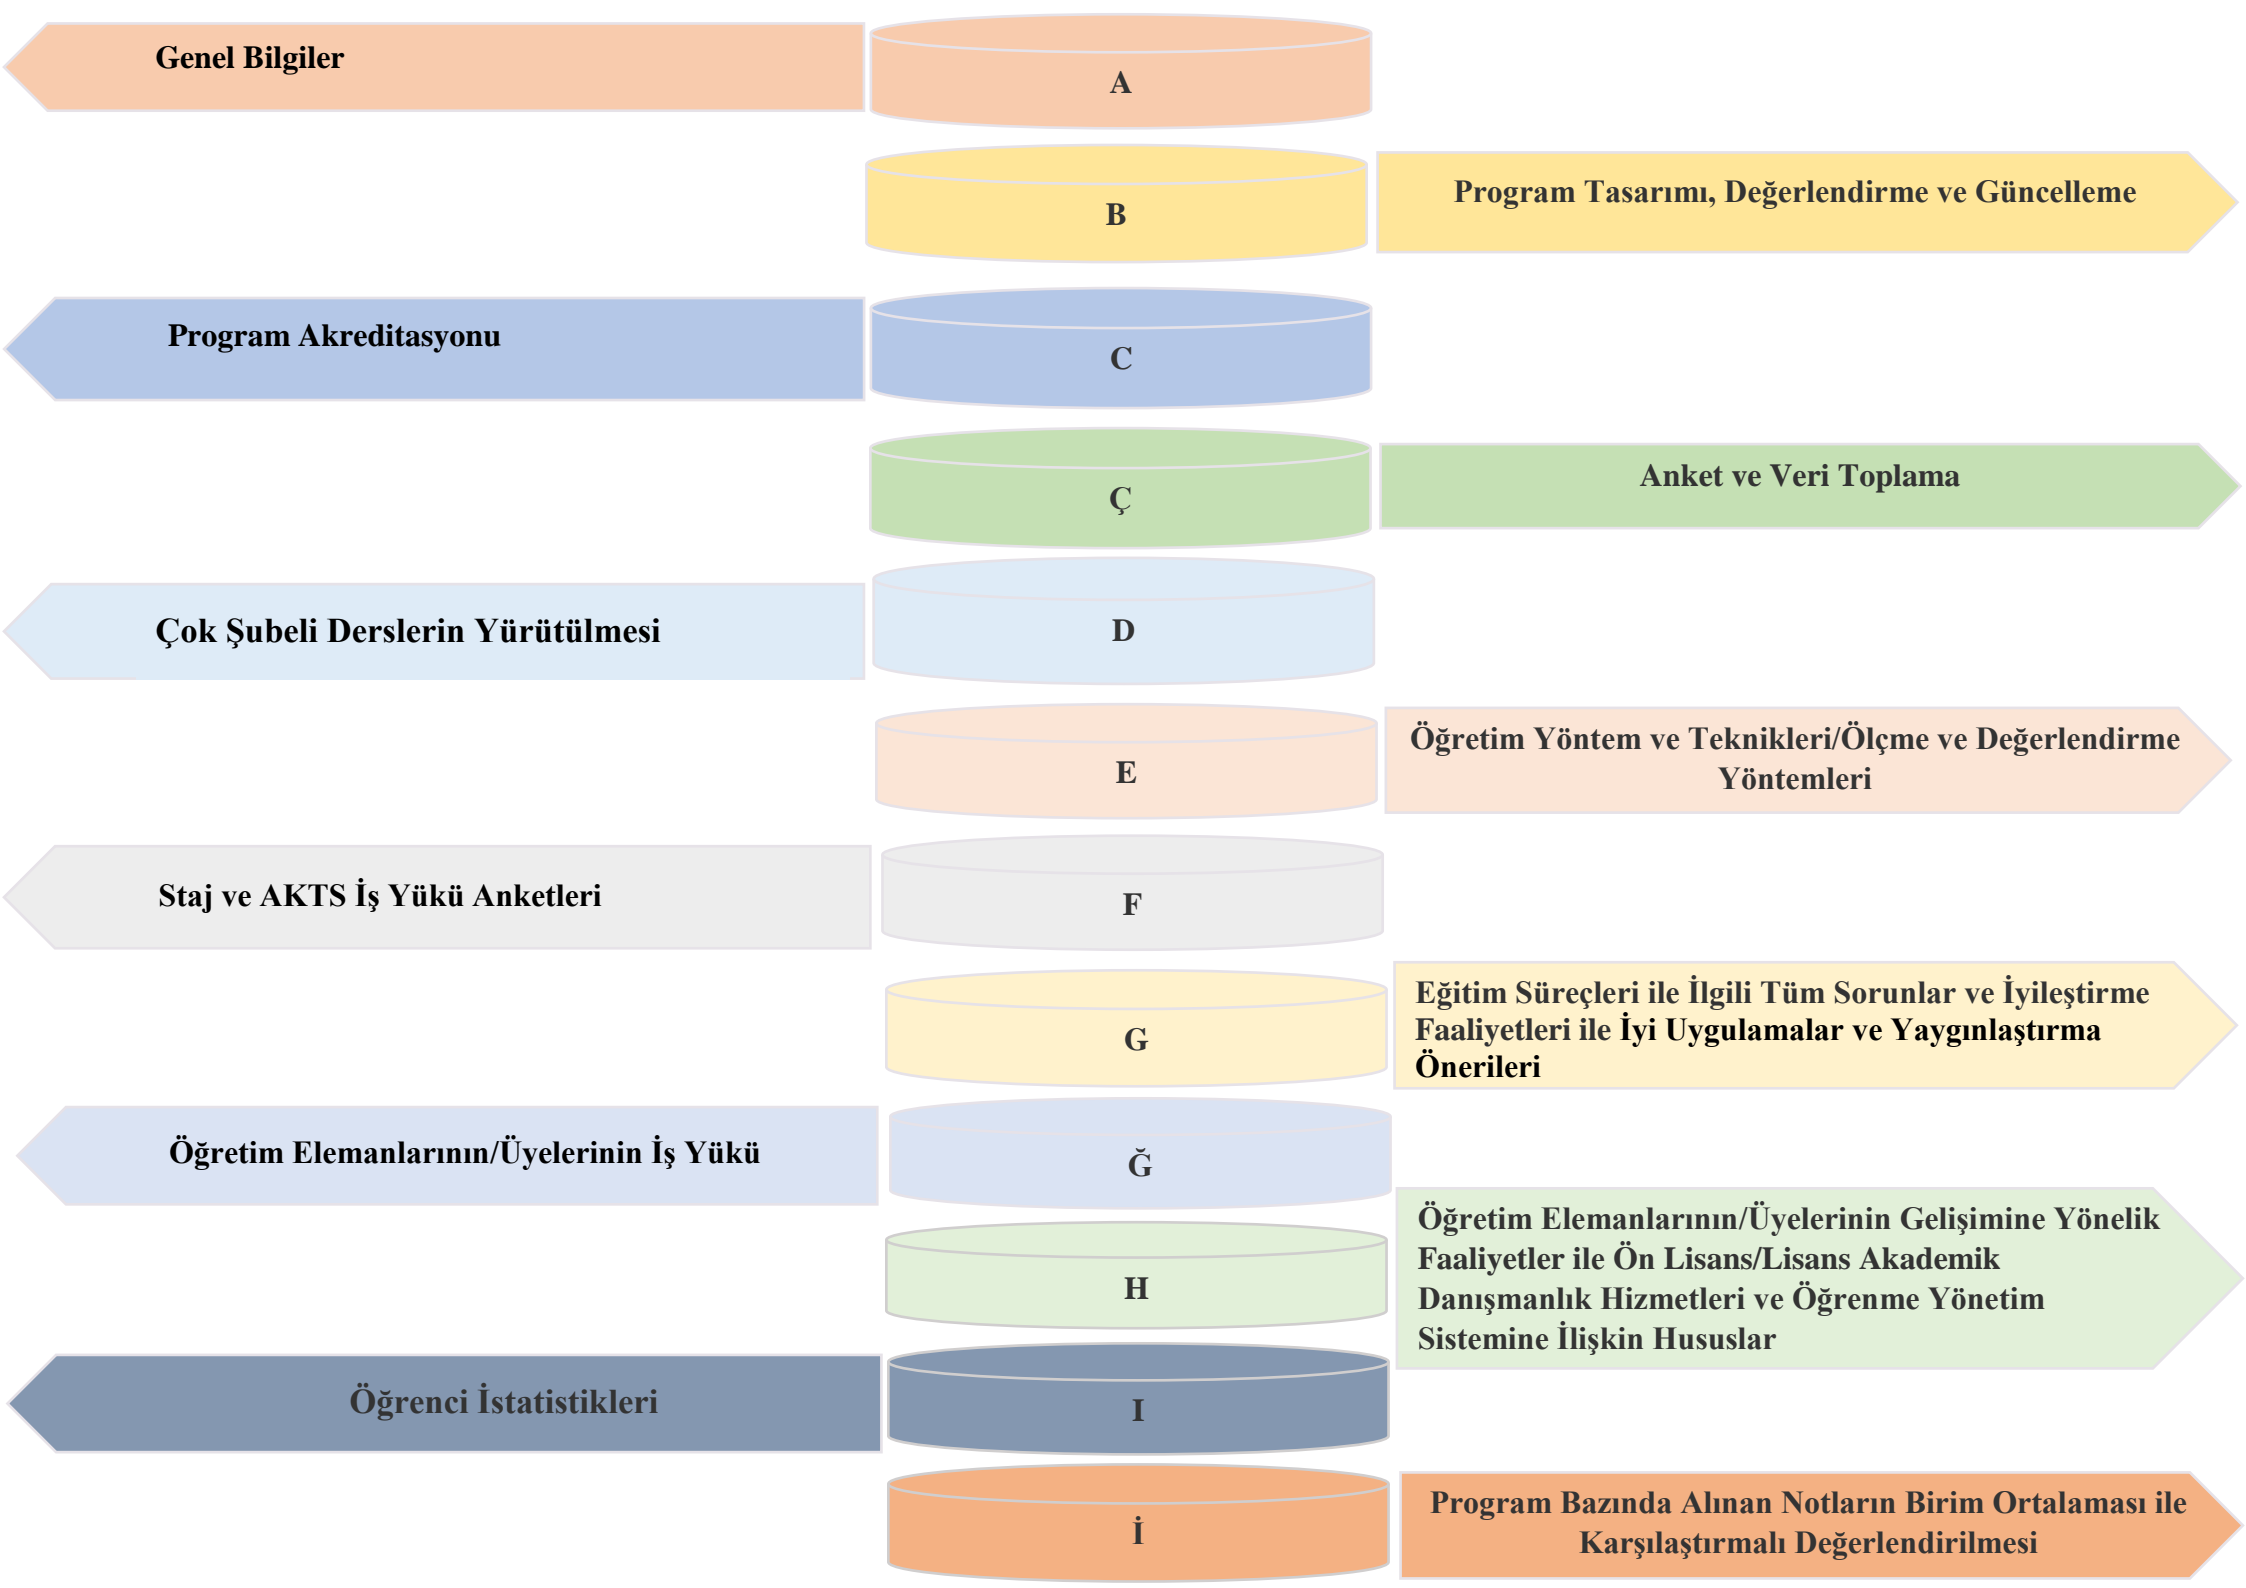 Genel Bilgiler
A
B
Program Tasarımı, Değerlendirme ve Güncelleme
Program Akreditasyonu
C
Ç
Anket ve Veri Toplama
Çok Şubeli Derslerin Yürütülmesi
D
E
Öğretim Yöntem ve Teknikleri/Ölçme ve Değerlendirme
Yöntemleri
Staj ve AKTS İş Yükü Anketleri
F
G
Eğitim Süreçleri ile İlgili Tüm Sorunlar ve İyileştirme
Faaliyetleri ile İyi Uygulamalar ve Yaygınlaştırma
Önerileri
Öğretim Elemanlarının/Üyelerinin İş Yükü
Ğ
H
Öğretim Elemanlarının/Üyelerinin Gelişimine Yönelik
Faaliyetler ile Ön Lisans/Lisans Akademik
Danışmanlık Hizmetleri ve Öğrenme Yönetim
Sistemine İlişkin Hususlar
Öğrenci İstatistikleri
I
İ
Program Bazında Alınan Notların Birim Ortalaması ile
Karşılaştırmalı Değerlendirilmesi